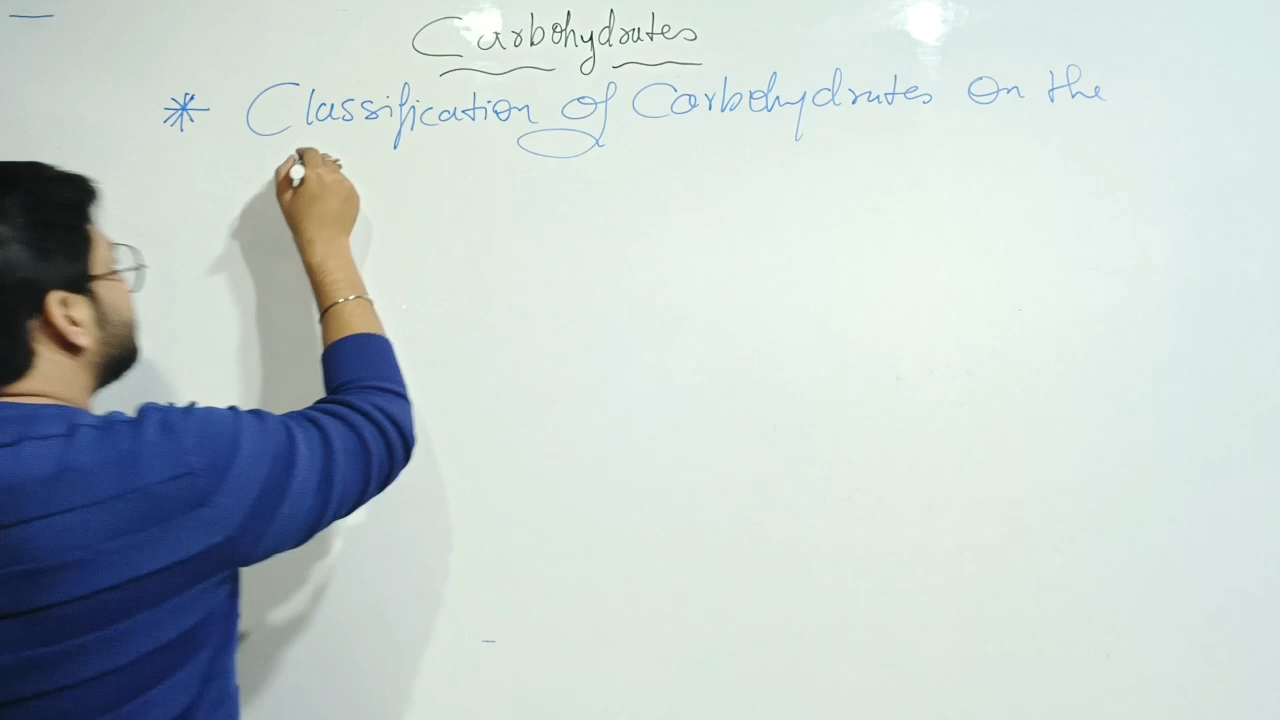 Carbohydrates
* Classification of Carbohydrates On the